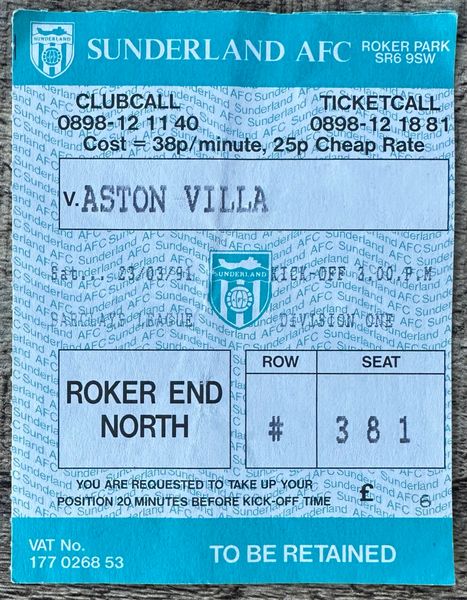 SUNDERLAND
SUNDERLAND AFC
ROKER PARK
SR6 9SW
CLUBCALL
0898-12 11 40
TICKETCALL
0898-12 18 81
Cost = 38p/minute, 25p Cheap Rate
v. ASTON VILLA
Sat... 23/03/91 KICK-OFF 3.00.P.M
SUNDERLAND
BARCLAYS LEAGUE DIVISION ONE
ROKER END
NORTH
ROW SEAT
# 381
YOU ARE REQUESTED TO TAKE UP YOUR
POSITION 20 MINUTES BEFORE KICK-OFF TIME
£ 6
VAT No.
177 0268 53
TO BE RETAINED